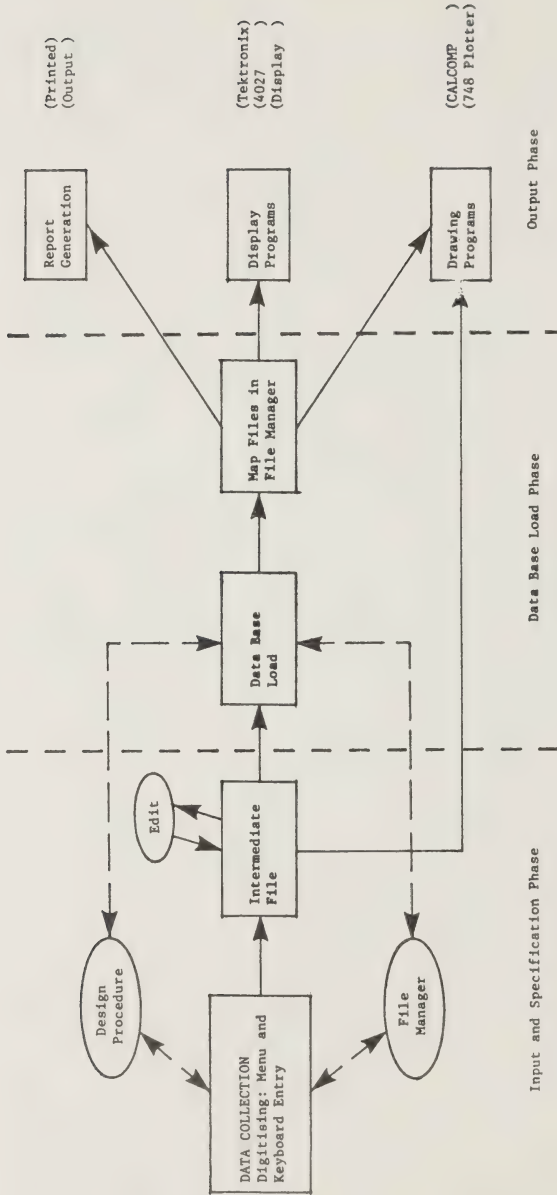 (Printed)
(Output )
Report
Generation
(Tektronix)
(4027     )
(Display  )
Display
Programs
(CALCOMP    )
(748 Plotter)
Drawing
Programs
Output Phase
Map Files in
File Manager
Data Base
Load
Data Base Load Phase
Edit
Intermediate
File
Design
Procedure
DATA COLLECTION
Digitising: Menu and
Keyboard Entry
File
Manager
Input and Specification Phase